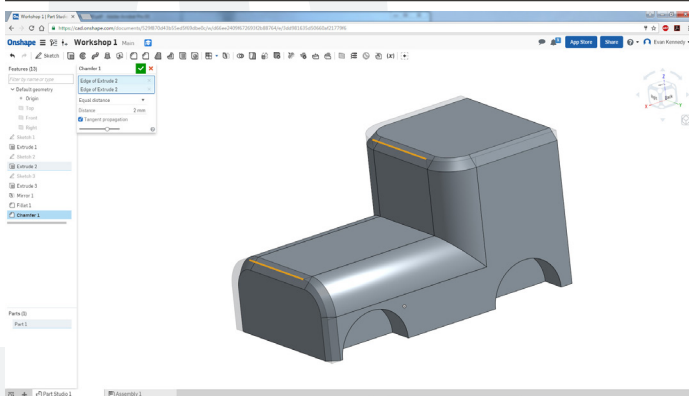 Workshop 1 | Part Stud...
https://cad.onshape.com/documents/
Onshape
Workshop 1 Main
App Store
Share
Evan Kennedy
Sketch
Features (13)
Filter by name or type
Default geometry
Origin
Top
Front
Right
Sketch 1
Extrude 1
Sketch 2
Extrude 2
Sketch 3
Extrude 3
Mirror 1
Fillet 1
Chamfer 1
Chamfer 1
Edge of Extrude 2
Edge of Extrude 1
Equal distance
Distance 2 mm
Tangent propagation
Z
Left
Back
X
Y
Parts (1)
Part 1
Part Studio 1
Assembly 1